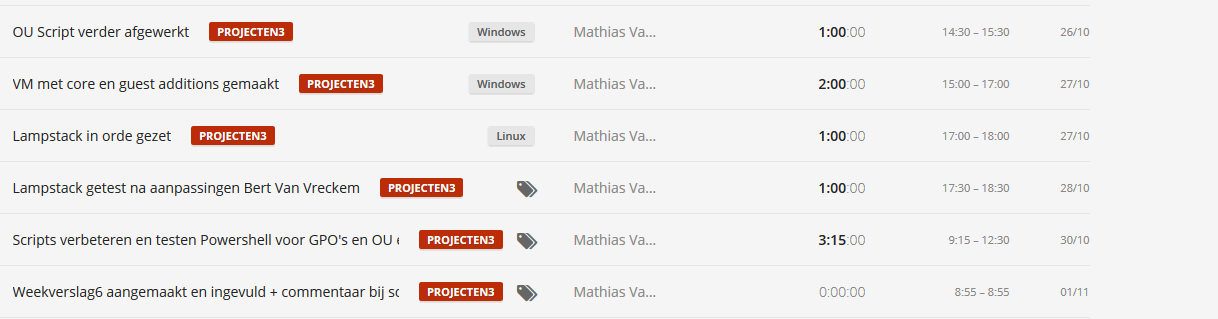 OU Script verder afgewerkt PROJECTEN3 Windows Mathias Va... 1:00:00 14:30 – 15:30 26/10
VM met core en guest additions gemaakt PROJECTEN3 Windows Mathias Va... 2:00:00 15:00 – 17:00 27/10
Lampstack in orde gezet PROJECTEN3 Linux Mathias Va... 1:00:00 17:00 – 18:00 27/10
Lampstack getest na aanpassingen Bert Van Vreckem PROJECTEN3 Mathias Va... 1:00:00 17:30 – 18:30 28/10
Scripts verbeteren en testen Powershell voor GPO's en OU PROJECTEN3 Mathias Va... 3:15:00 9:15 – 12:30 30/10
Weekverslag6 aangemaakt en ingevuld + commentaar bij PROJECTEN3 Mathias Va... 0:00:00 8:55 – 8:55 01/11